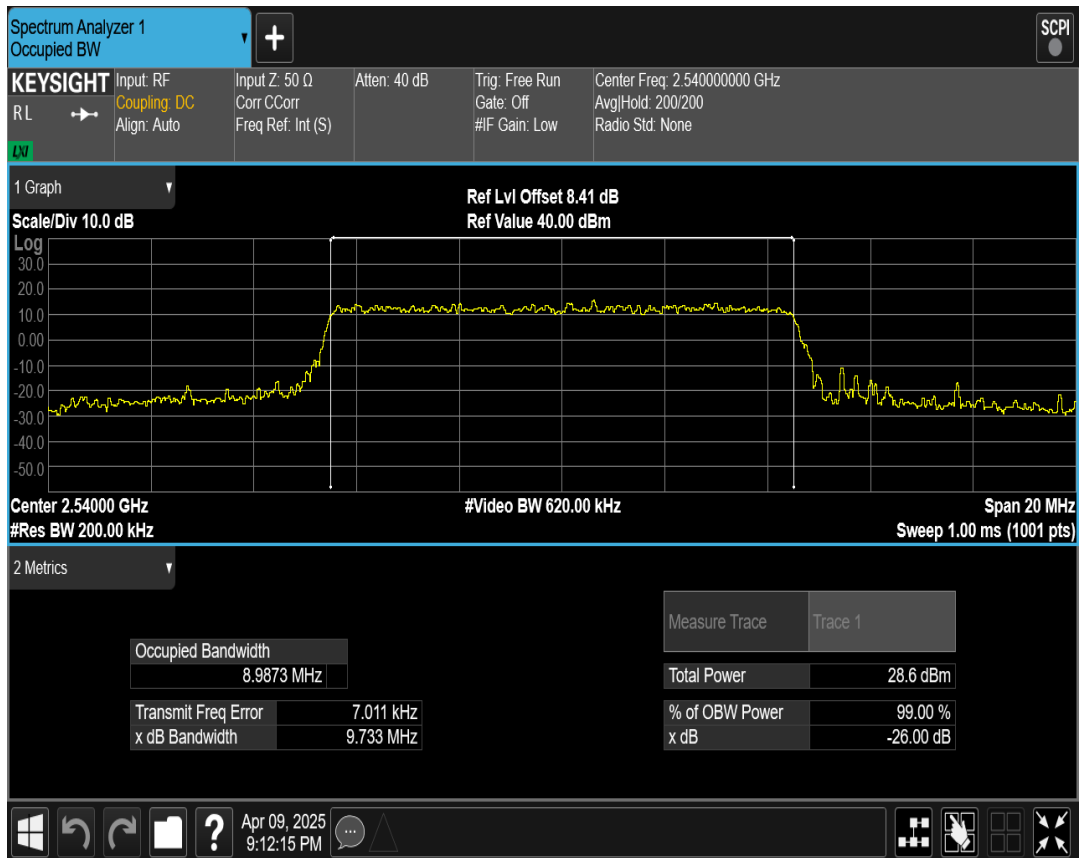 Spectrum Analyzer 1
Occupied BW
+
SCPI
KEYSIGHT
RL
LXI
Input: RF
Coupling: DC
Align: Auto
Input Z: 50 Ω
Corr CCorr
Freq Ref: Int (S)
Atten: 40 dB
Trig: Free Run
Gate: Off
#IF Gain: Low
Center Freq: 2.540000000 GHz
Avg|Hold: 200/200
Radio Std: None
1 Graph
Scale/Div 10.0 dB
Ref Lvl Offset 8.41 dB
Ref Value 40.00 dBm
Log
30.0
20.0
10.0
0.00
-10.0
-20.0
-30.0
-40.0
-50.0
Center 2.54000 GHz
#Res BW 200.00 kHz
#Video BW 620.00 kHz
Span 20 MHz
Sweep 1.00 ms (1001 pts)
2 Metrics
Measure Trace Trace 1
Occupied Bandwidth
8.9873 MHz
Total Power 28.6 dBm
Transmit Freq Error 7.011 kHz
x dB Bandwidth 9.733 MHz
% of OBW Power 99.00 %
x dB -26.00 dB
?
Apr 09, 2025
9:12:15 PM